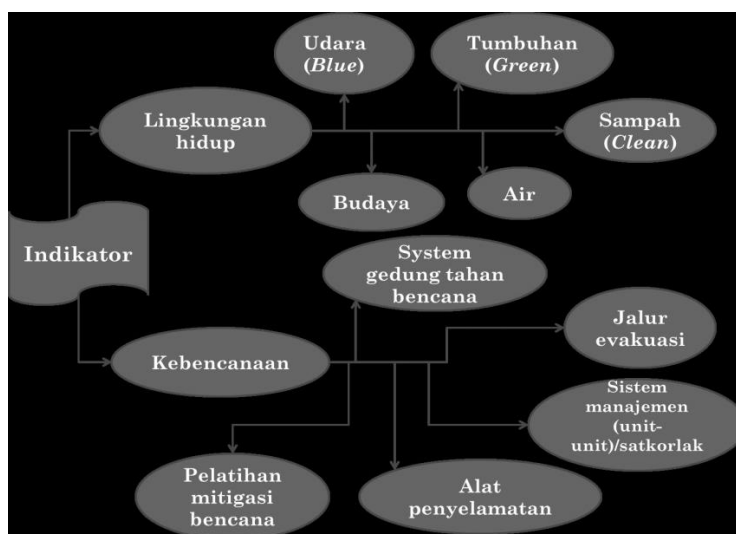 Udara
(Blue)
Tumbuhan
(Green)
Lingkungan
hidup
Sampah
(Clean)
Budaya
Air
Indikator
System
gedung tahan
bencana
Jalur
evakuasi
Kebencanaan
Sistem
manajemen
(unit-
unit)/satkorlak
Pelatihan
mitigasi
bencana
Alat
penyelamatan